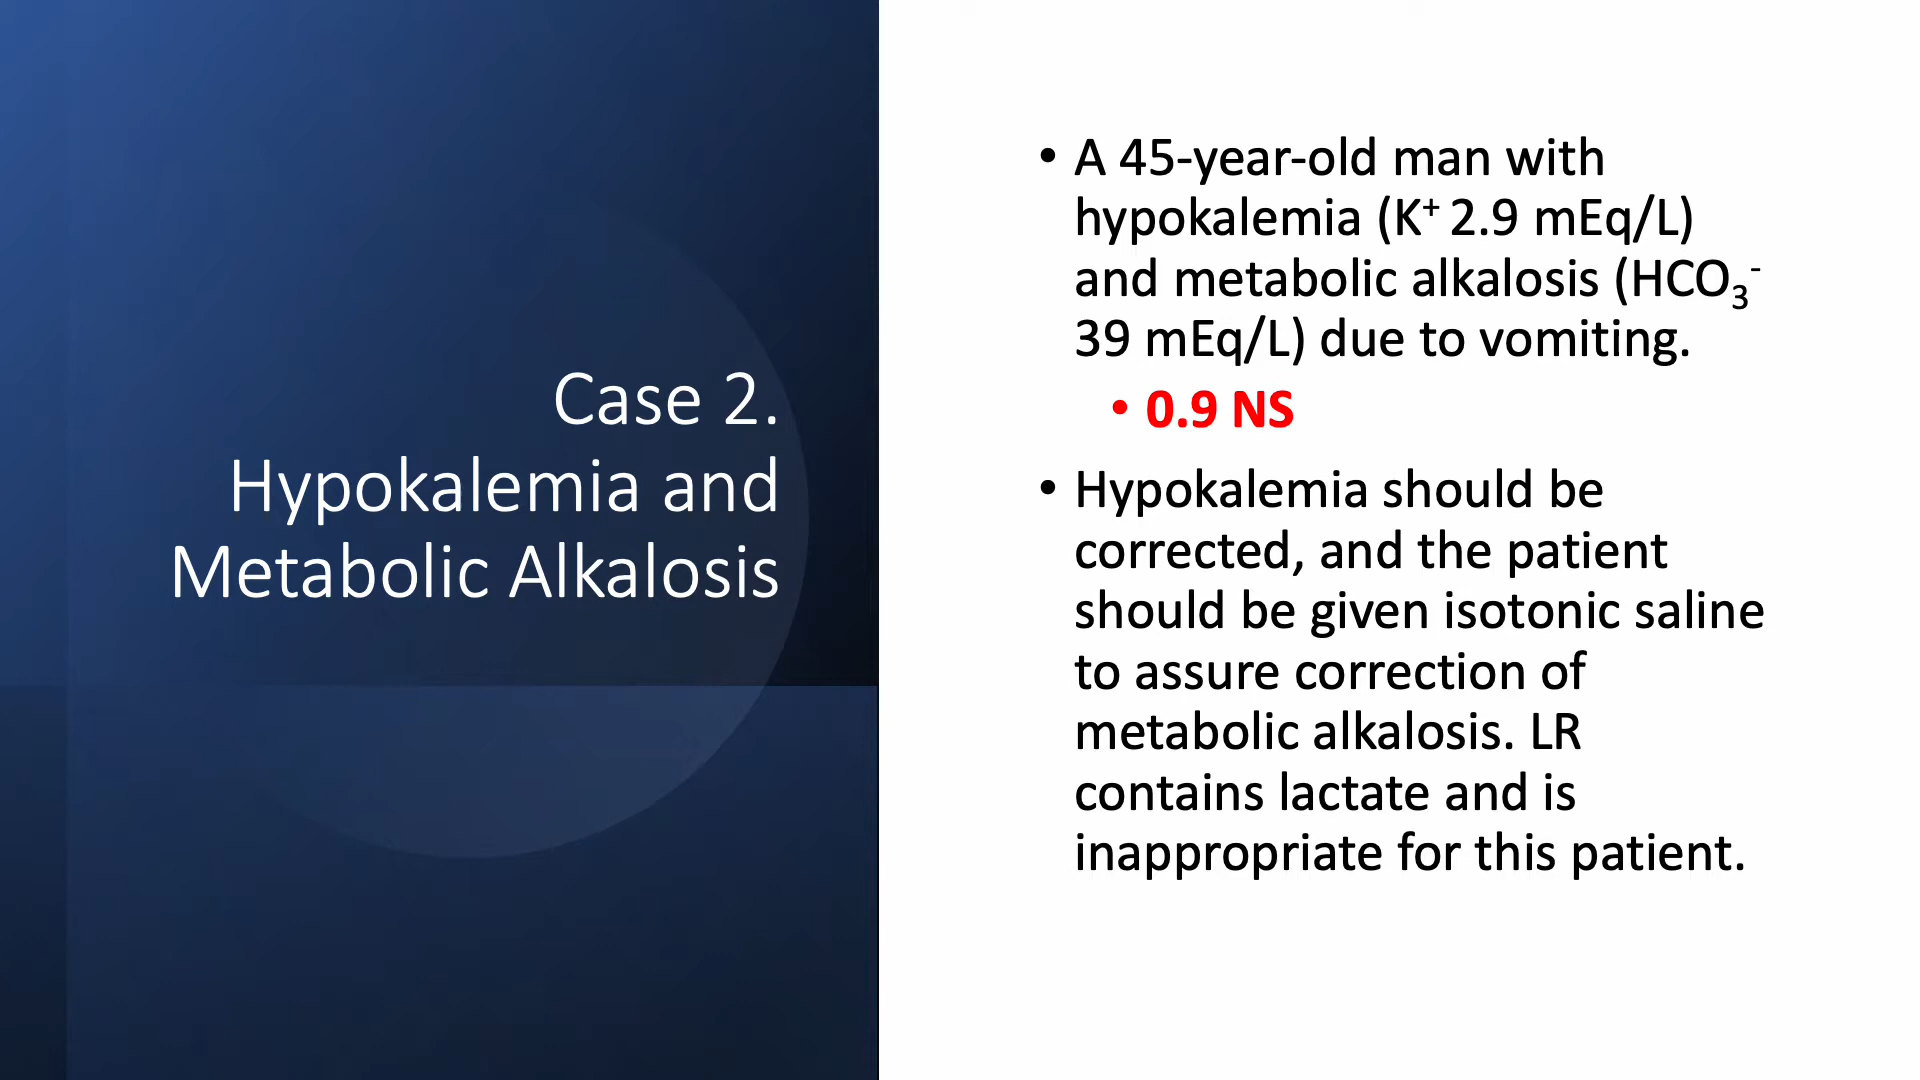 Case 2.
Hypokalemia and
Metabolic Alkalosis
• A 45-year-old man with
hypokalemia (K⁺ 2.9 mEq/L)
and metabolic alkalosis (HCO₃⁻
39 mEq/L) due to vomiting.
• 0.9 NS
• Hypokalemia should be
corrected, and the patient
should be given isotonic saline
to assure correction of
metabolic alkalosis. LR
contains lactate and is
inappropriate for this patient.